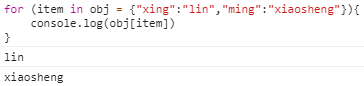 for (item in obj = {"xing":"lin","ming":"xiaosheng"}){
    console.log(obj[item])
}
lin
xiaosheng